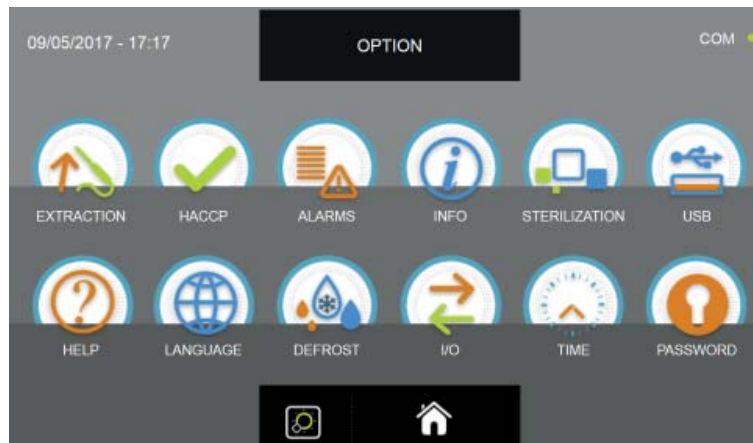 09/05/2017 - 17:17
OPTION
COM
EXTRACTION HACCP ALARMS INFO STERILIZATION USB
HELP LANGUAGE DEFROST I/O TIME PASSWORD